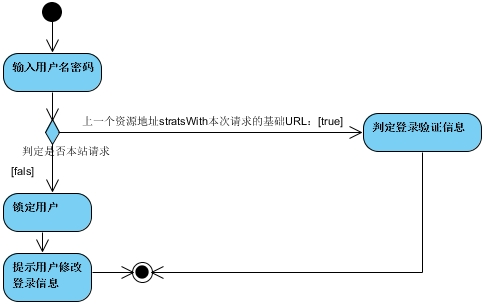 输入用户名密码
上一个资源地址stratsWith本次请求的基础URL：[true]
判定登录验证信息
判定是否本站请求
[fals]
锁定用户
提示用户修改
登录信息